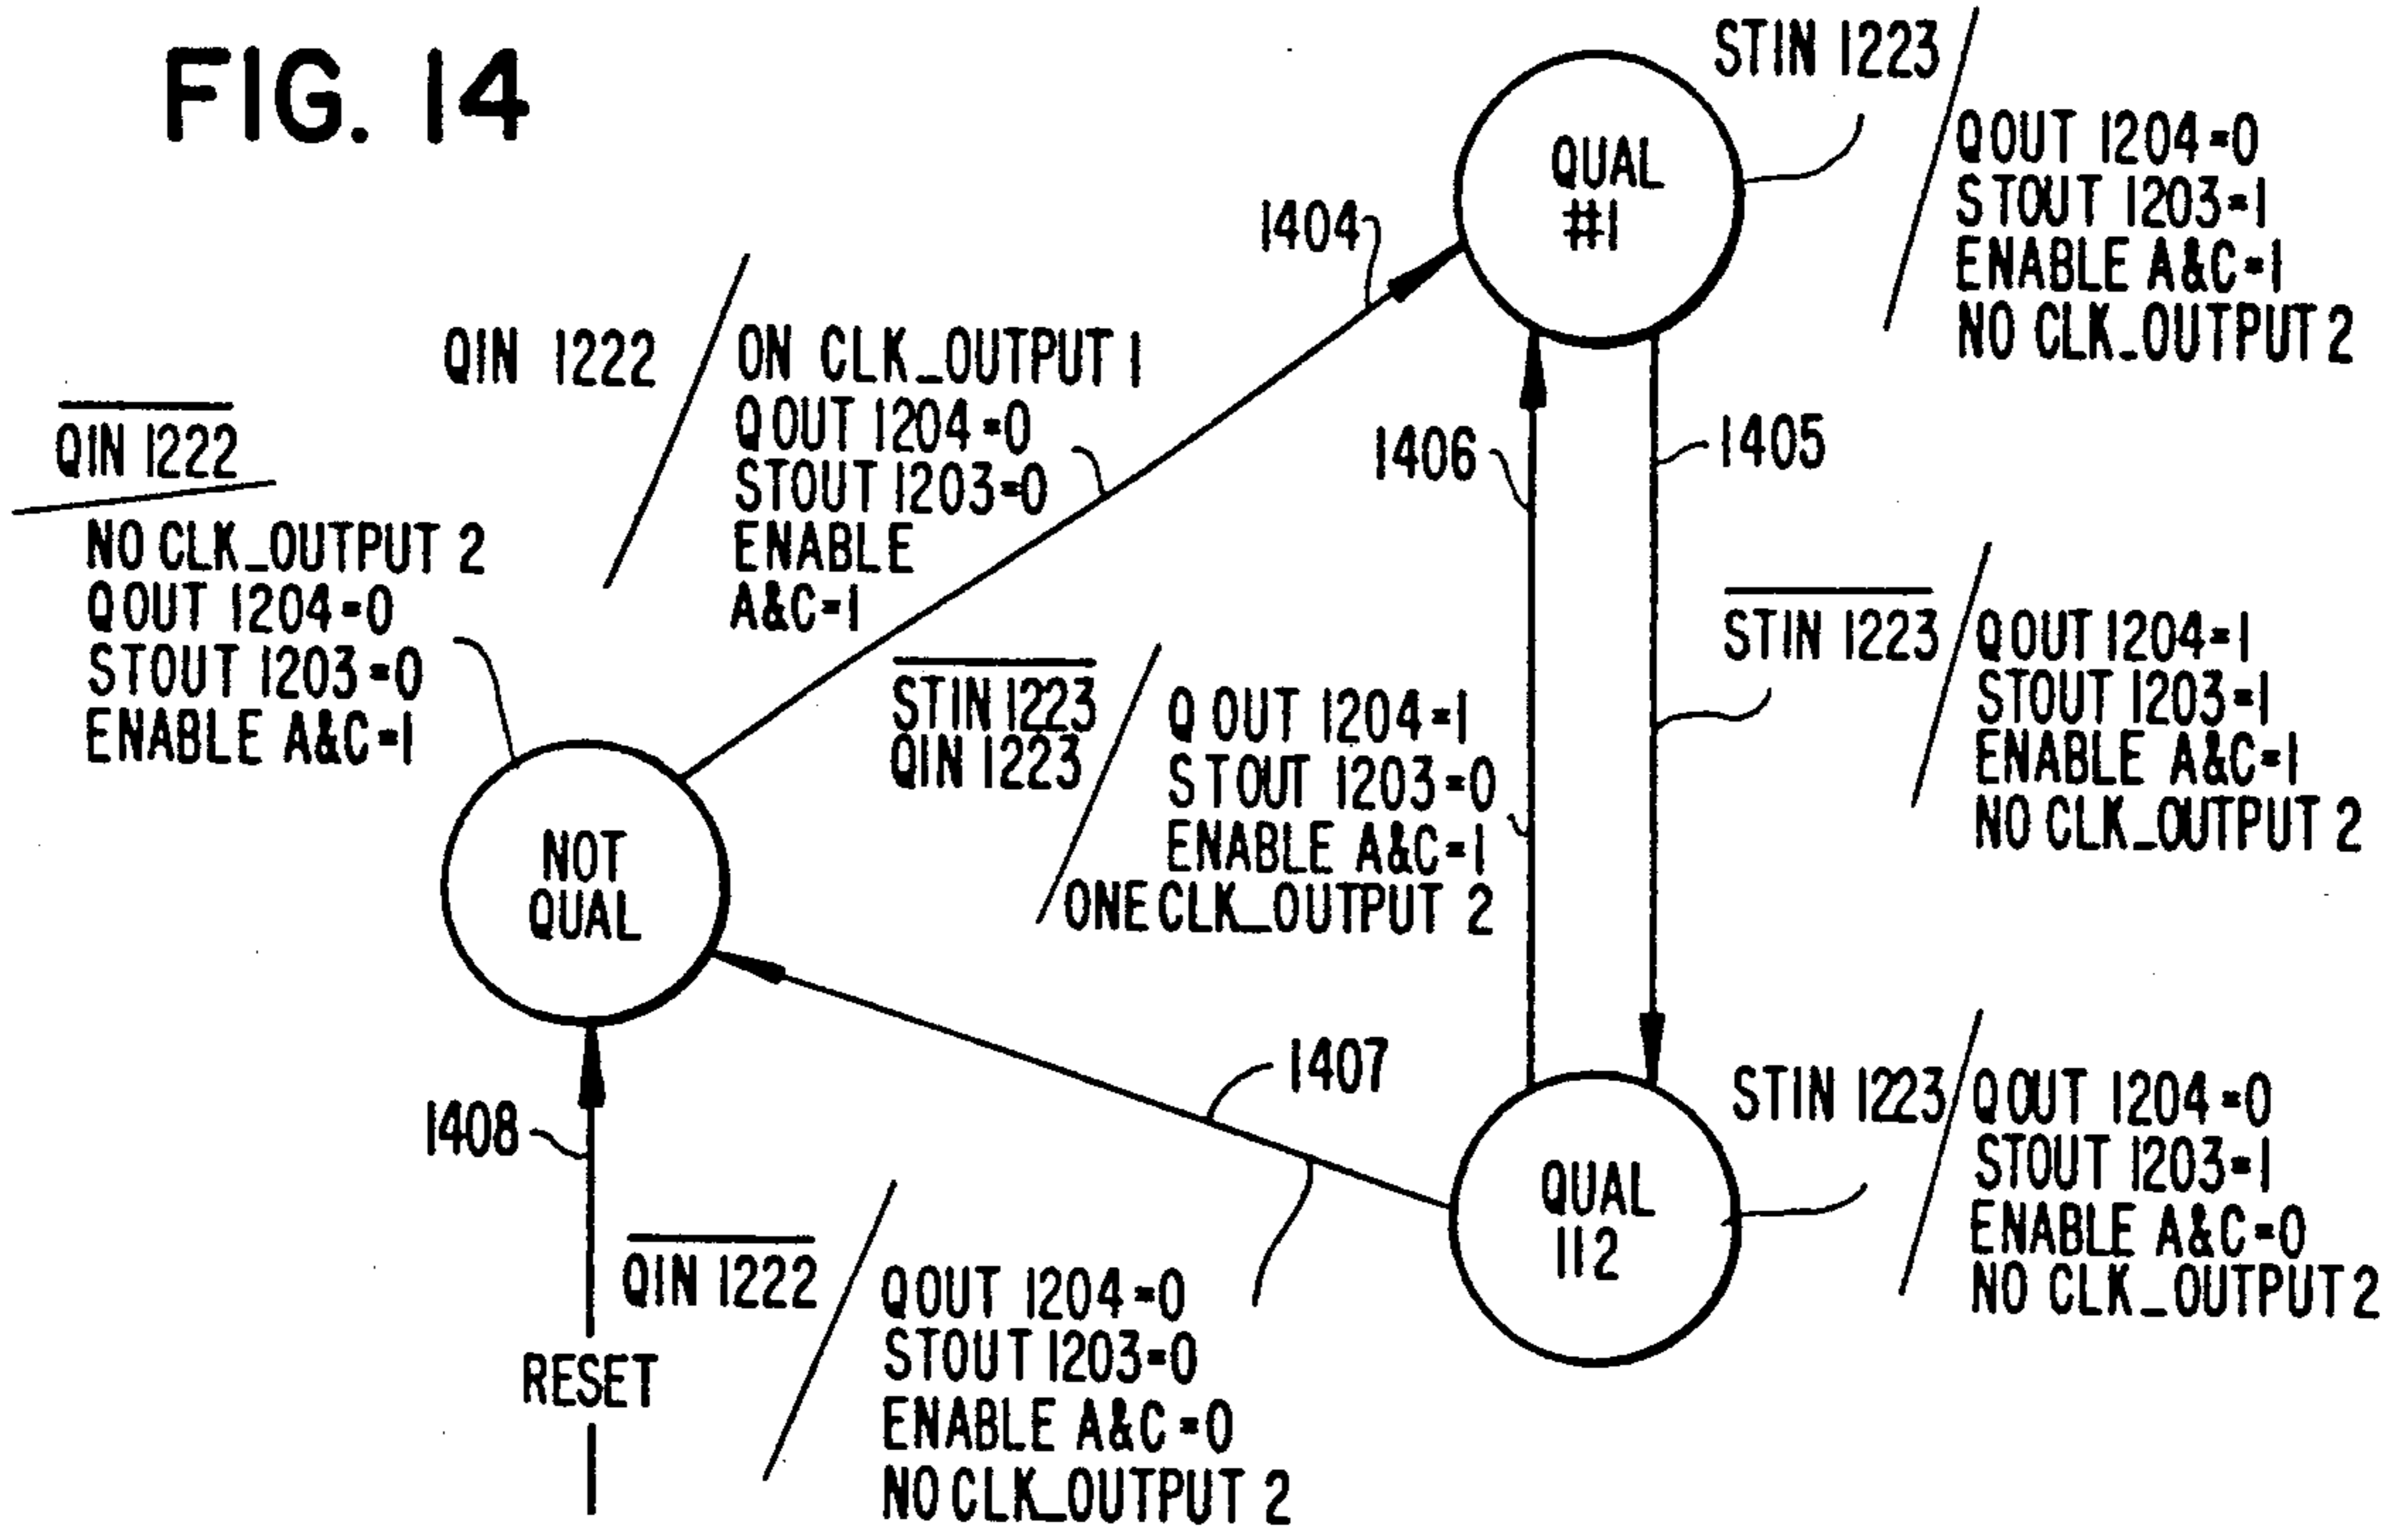 FIG. 14
STIN 1223
QOUT 1204=0
STOUT 1203=1
ENABLE A&C=1
NO CLK_OUTPUT 2
QUAL
#1
1404
QIN 1222
ON CLK_OUTPUT 1
QOUT 1204=0
STOUT 1203=0
ENABLE
A&C=1
QIN 1222
NO CLK_OUTPUT 2
QOUT 1204=0
STOUT 1203=0
ENABLE A&C=1
1406
1405
STIN 1223
QOUT 1204=1
STOUT 1203=1
ENABLE A&C=1
NO CLK_OUTPUT 2
STIN 1223
QIN 1223
Q OUT 1204=1
STOUT 1203=0
ENABLE A&C=1
ONE CLK_OUTPUT 2
NOT
QUAL
1407
1408
STIN 1223
QOUT 1204=0
STOUT 1203=1
ENABLE A&C=0
NO CLK_OUTPUT 2
QUAL
112
QIN 1222
QOUT 1204=0
STOUT 1203=0
ENABLE A&C=0
NO CLK_OUTPUT 2
RESET